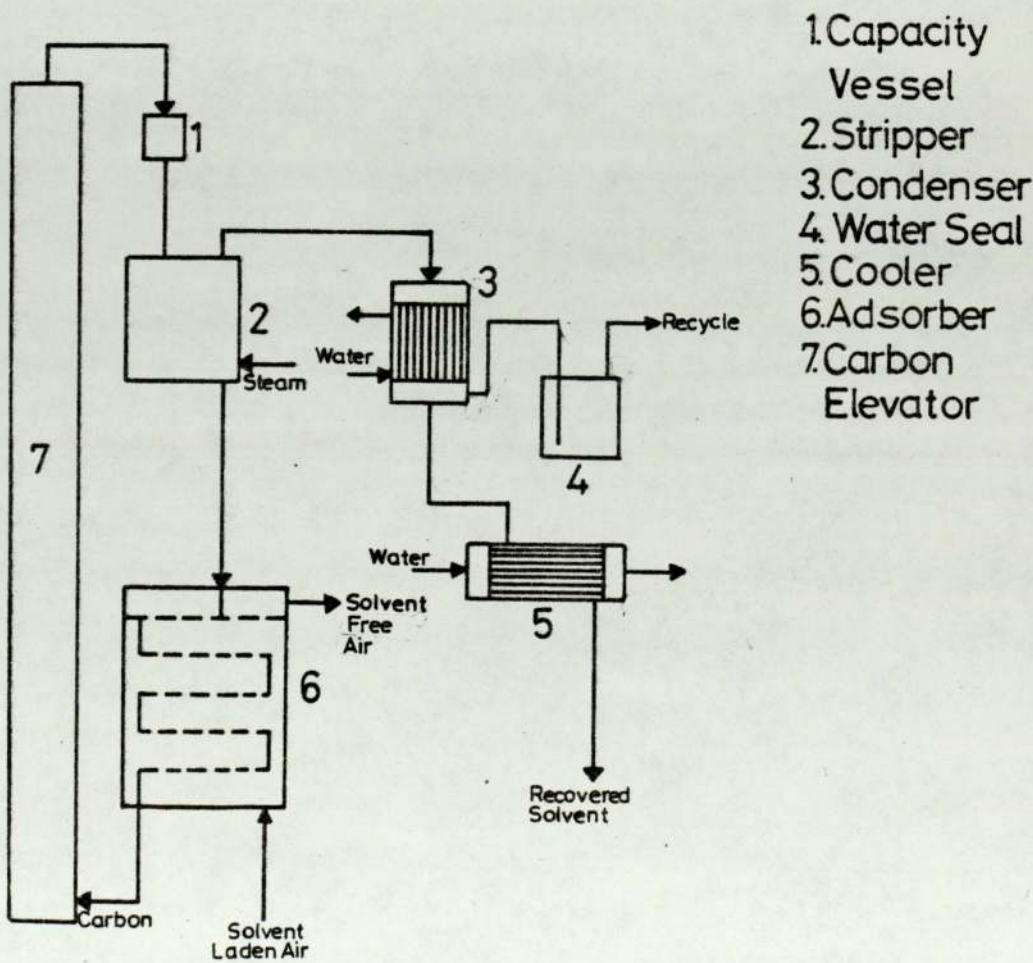 1
2
3
4
5
6
7
Steam
Water
Recycle
Water
Solvent
Free
Air
Recovered
Solvent
Carbon
Solvent
Laden Air
1.Capacity
Vessel
2.Stripper
3.Condenser
4.Water Seal
5.Cooler
6.Adsorber
7.Carbon
Elevator